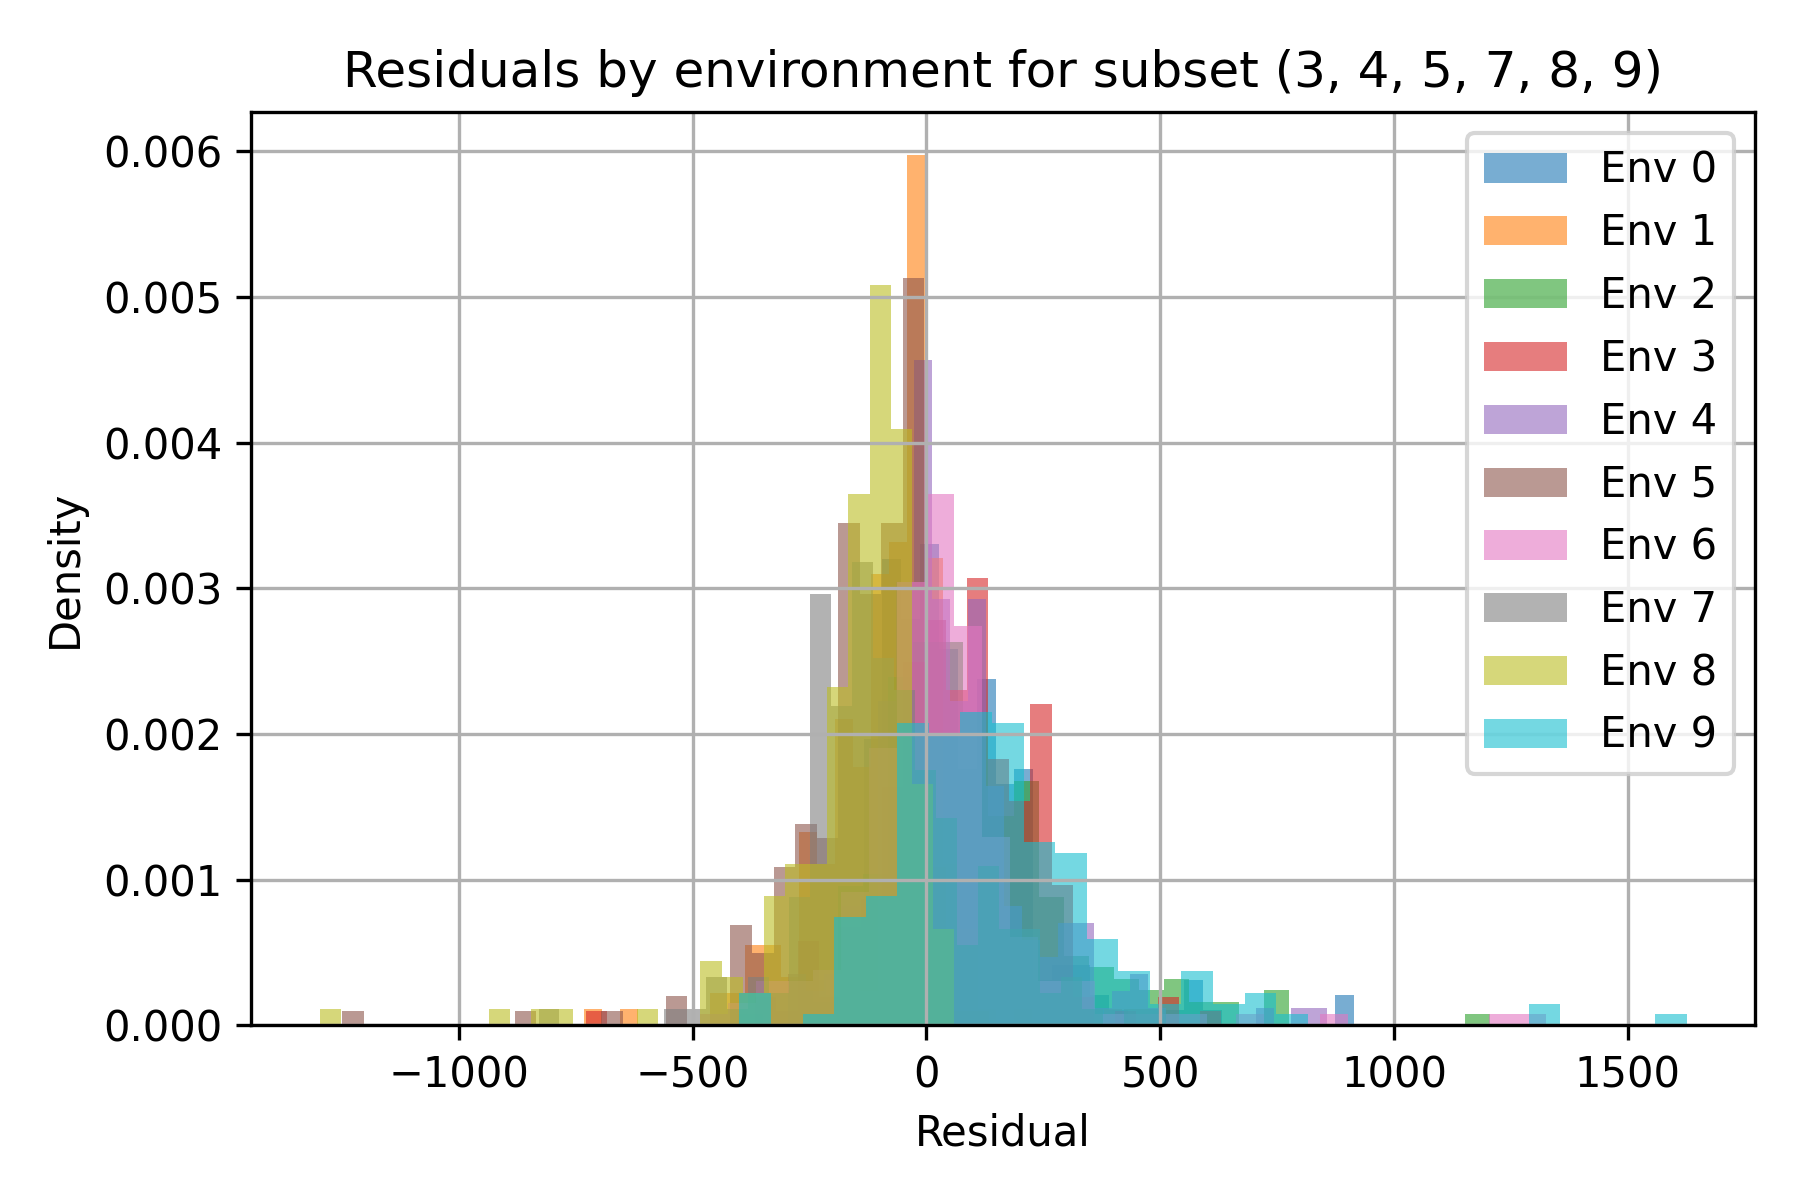 Residuals by environment for subset (3, 4, 5, 7, 8, 9)
0.006
0.005
0.004
0.003
0.002
0.001
0.000
Density
−1000
−500
0
500
1000
1500
Residual
Env 0
Env 1
Env 2
Env 3
Env 4
Env 5
Env 6
Env 7
Env 8
Env 9